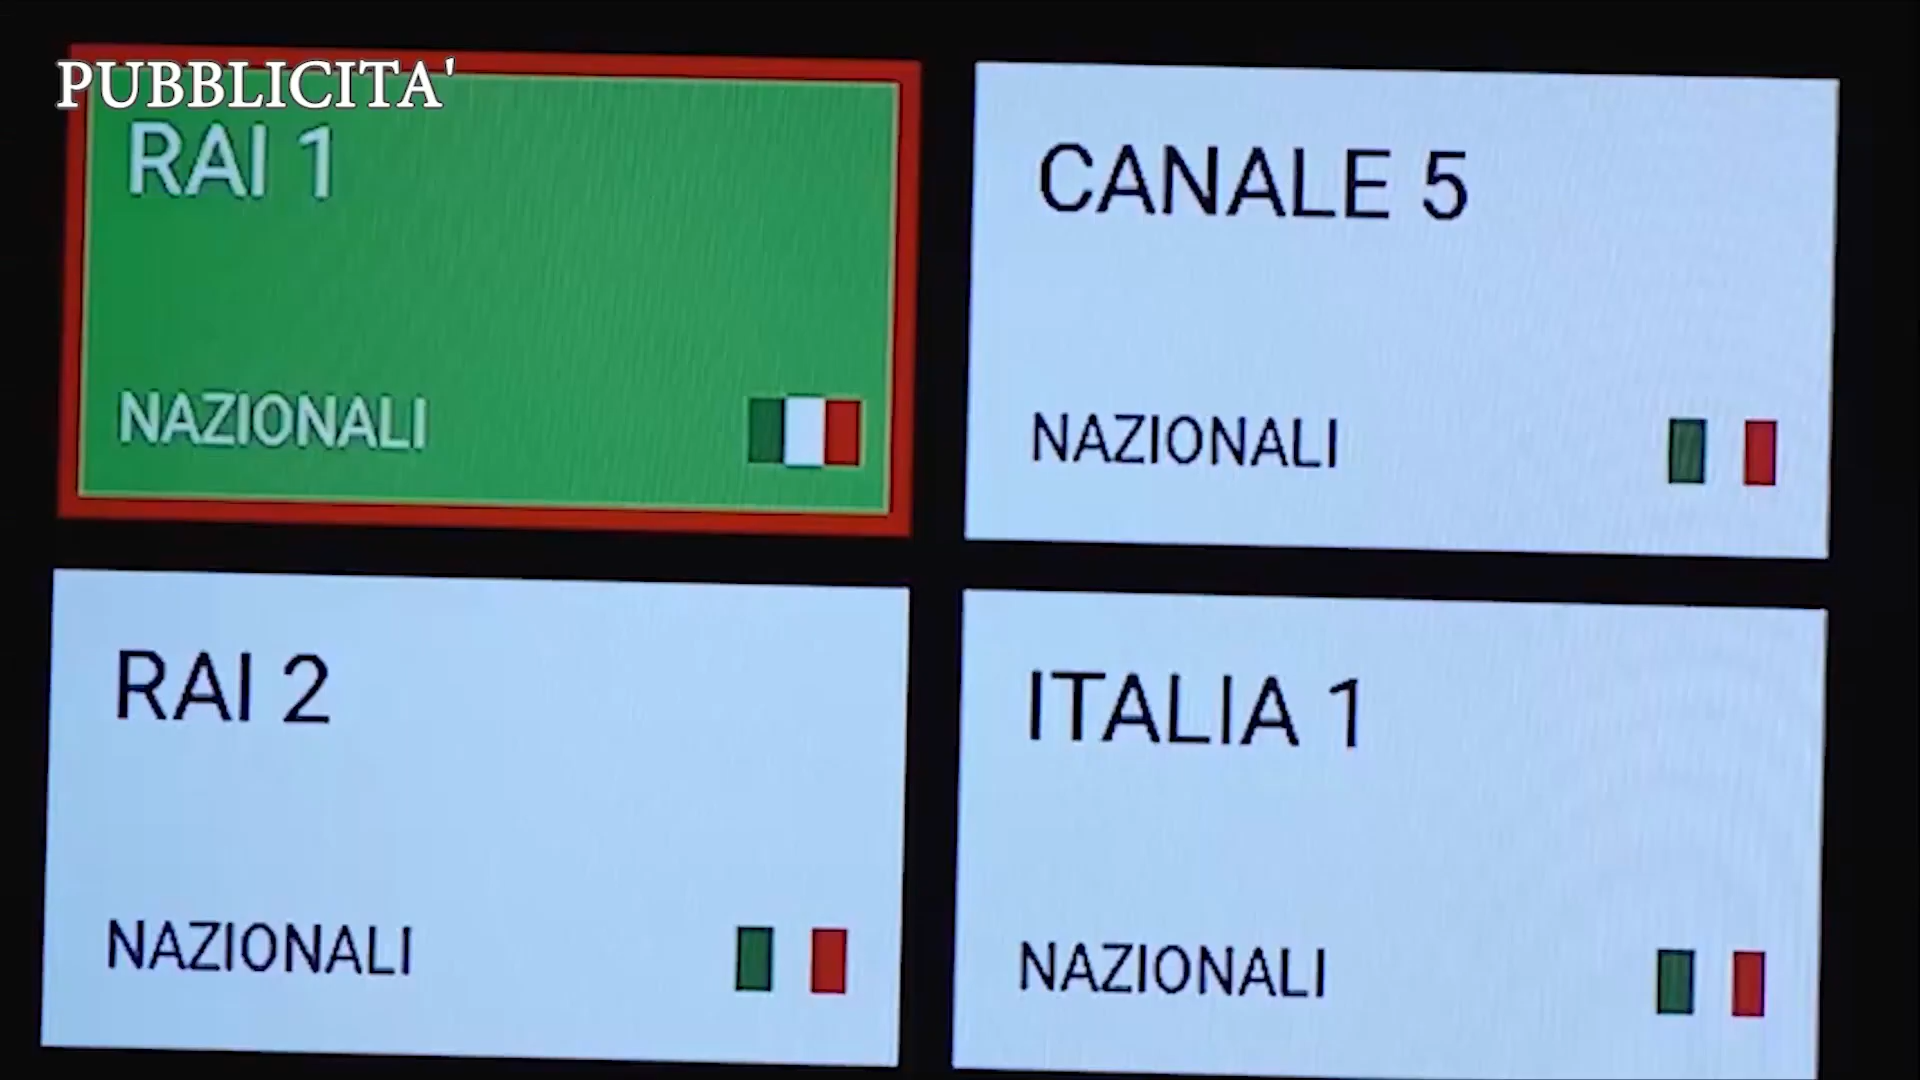 PUBBLICITA'
RAI 1
NAZIONALI
CANALE 5
NAZIONALI
RAI 2
NAZIONALI
ITALIA 1
NAZIONALI